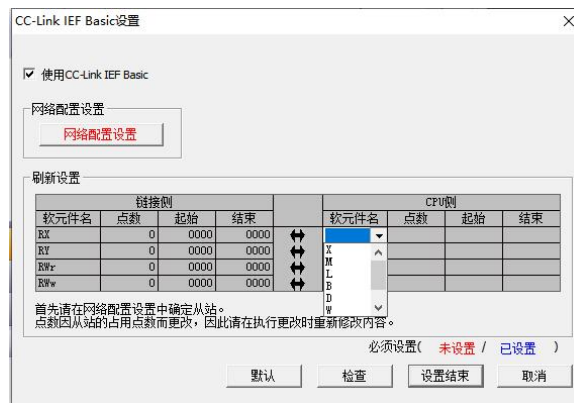 CC-Link IEF Basic设置
使用CC-Link IEF Basic
网络配置设置
网络配置设置
刷新设置
链接侧 CPU侧
软元件名 点数 起始 结束 软元件名 点数 起始 结束
RX 0 0000 0000
RY 0 0000 0000 X
RWr 0 0000 0000 M
L
RWw 0 0000 0000 B
D
W
首先请在网络配置设置中确定从站。
点数因从站的占用点数而更改，因此请在执行更改时重新修改内容。
必须设置( 未设置 / 已设置 )
默认 检查 设置结束 取消